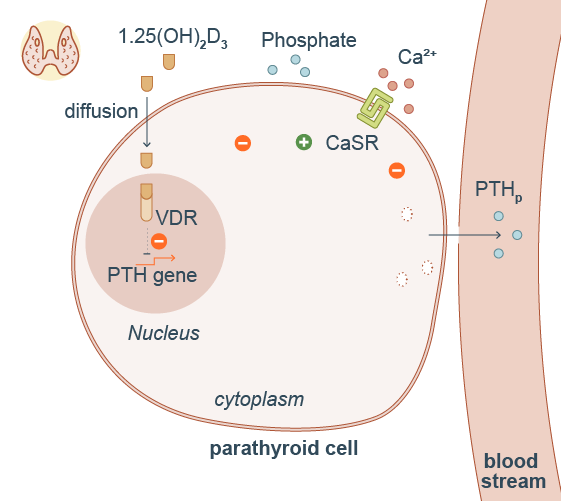 1.25(OH)₂D₃
Phosphate
Ca²⁺
diffusion
CaSR
VDR
PTH gene
Nucleus
PTHₚ
cytoplasm
parathyroid cell
blood
stream